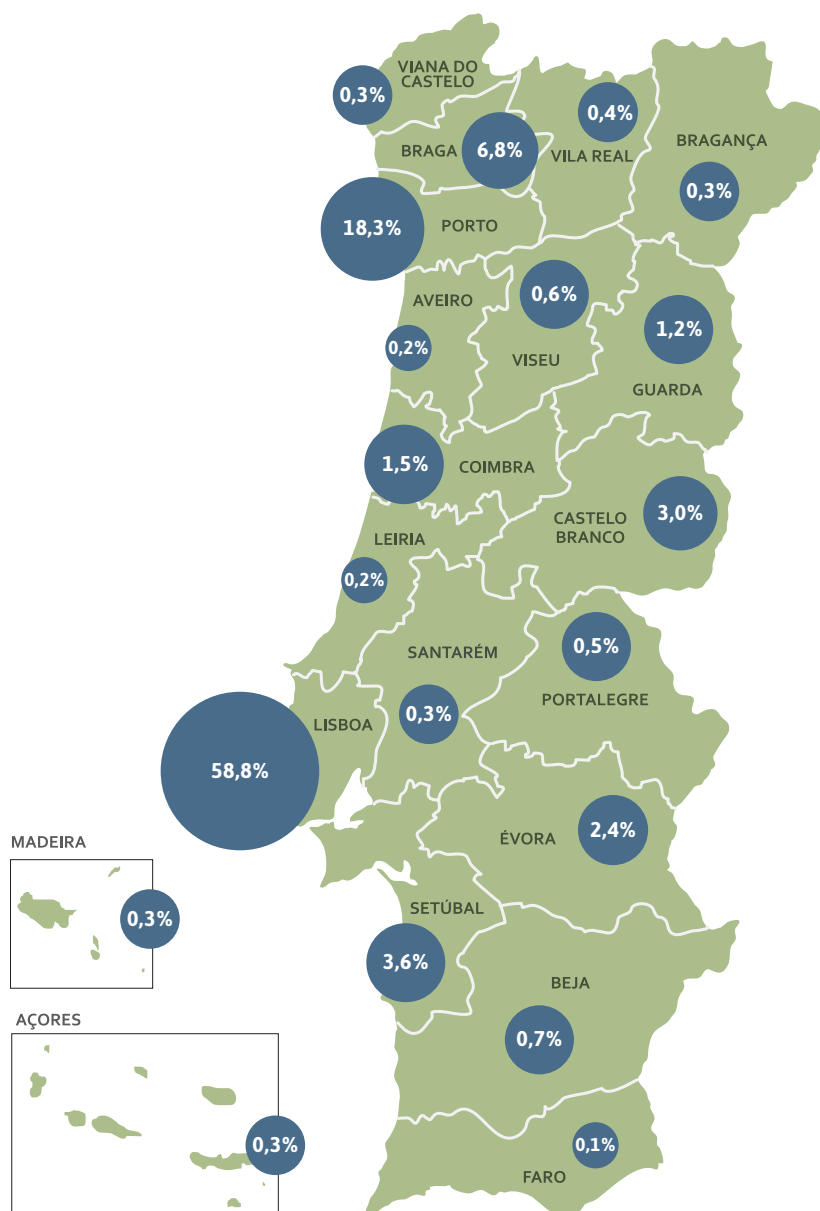 VIANA DO
CASTELO
0,3%
0,4%
BRAGANÇA
BRAGA
6,8%
VILA REAL
0,3%
18,3%
PORTO
AVEIRO
0,6%
1,2%
0,2%
VISEU
GUARDA
1,5%
COIMBRA
CASTELO
BRANCO
3,0%
LEIRIA
0,2%
SANTARÉM
0,5%
PORTALEGRE
0,3%
LISBOA
58,8%
ÉVORA
2,4%
MADEIRA
0,3%
SETÚBAL
3,6%
BEJA
0,7%
AÇORES
0,3%
0,1%
FARO